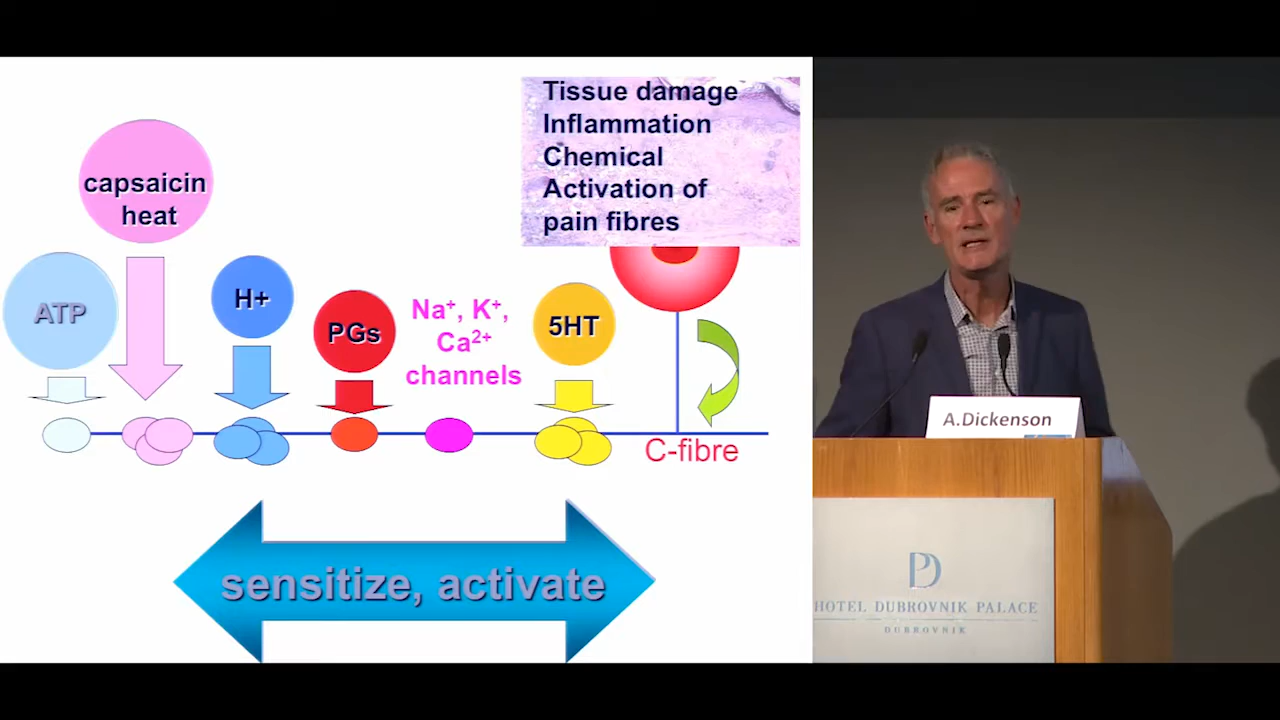 Tissue damage
Inflammation
Chemical
Activation of
pain fibres
capsaicin
heat
ATP
H+
PGs
Na⁺, K⁺,
Ca²⁺
channels
5HT
C-fibre
sensitize, activate
A.Dickenson
PD
HOTEL DUBROVNIK PALACE
DUBROVNIK